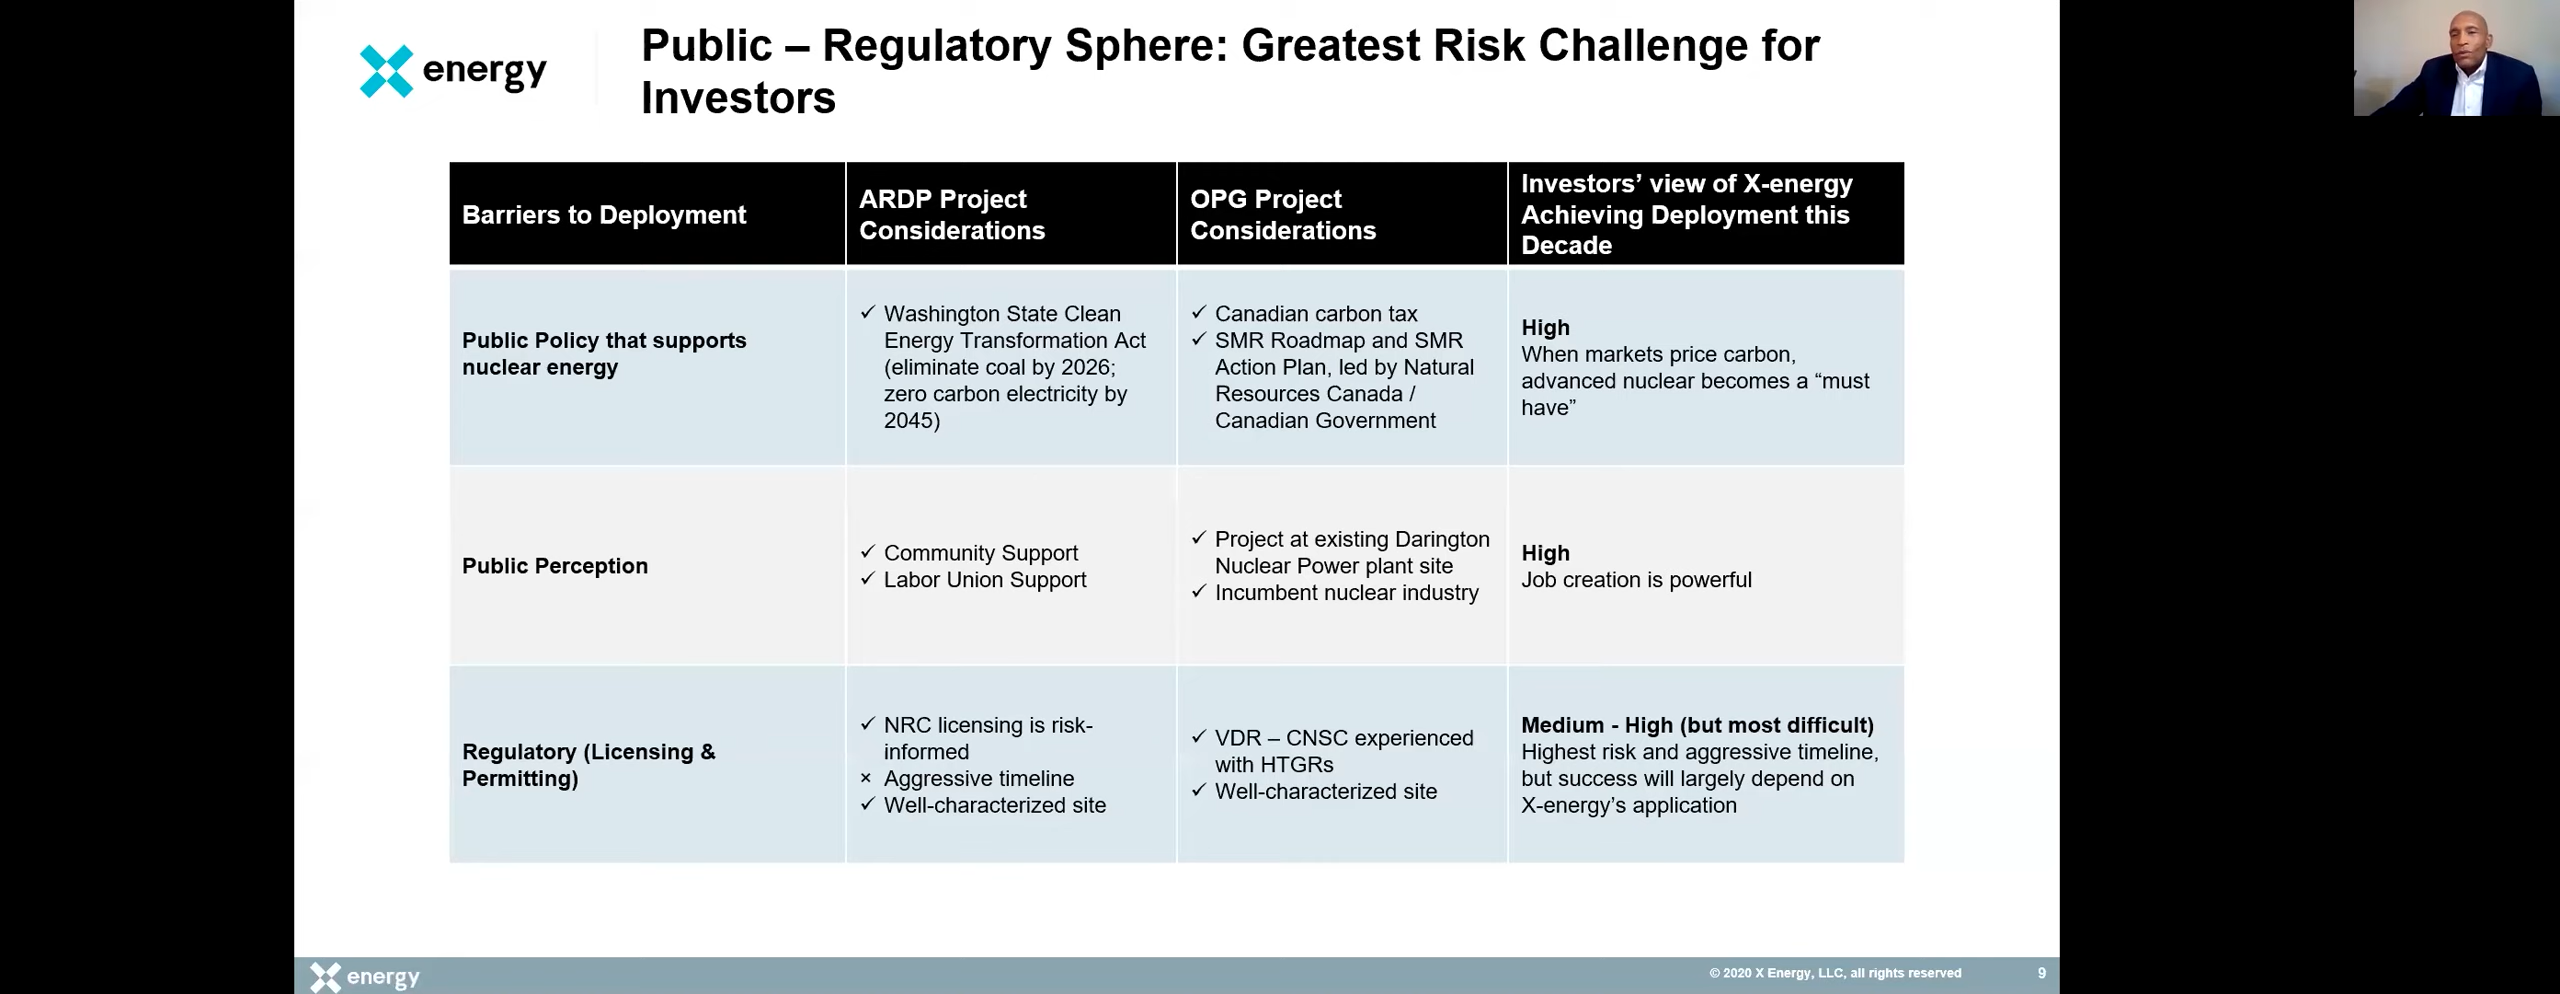 energy
Public – Regulatory Sphere: Greatest Risk Challenge for
Investors
Barriers to Deployment
ARDP Project
Considerations
OPG Project
Considerations
Investors’ view of X-energy
Achieving Deployment this
Decade
Public Policy that supports
nuclear energy
✓ Washington State Clean
Energy Transformation Act
(eliminate coal by 2026;
zero carbon electricity by
2045)
✓ Canadian carbon tax
✓ SMR Roadmap and SMR
Action Plan, led by Natural
Resources Canada /
Canadian Government
High
When markets price carbon,
advanced nuclear becomes a “must
have”
Public Perception
✓ Community Support
✓ Labor Union Support
✓ Project at existing Darington
Nuclear Power plant site
✓ Incumbent nuclear industry
High
Job creation is powerful
Regulatory (Licensing &
Permitting)
✓ NRC licensing is risk-
informed
× Aggressive timeline
✓ Well-characterized site
✓ VDR – CNSC experienced
with HTGRs
✓ Well-characterized site
Medium - High (but most difficult)
Highest risk and aggressive timeline,
but success will largely depend on
X-energy’s application
energy
© 2020 X Energy, LLC, all rights reserved
9